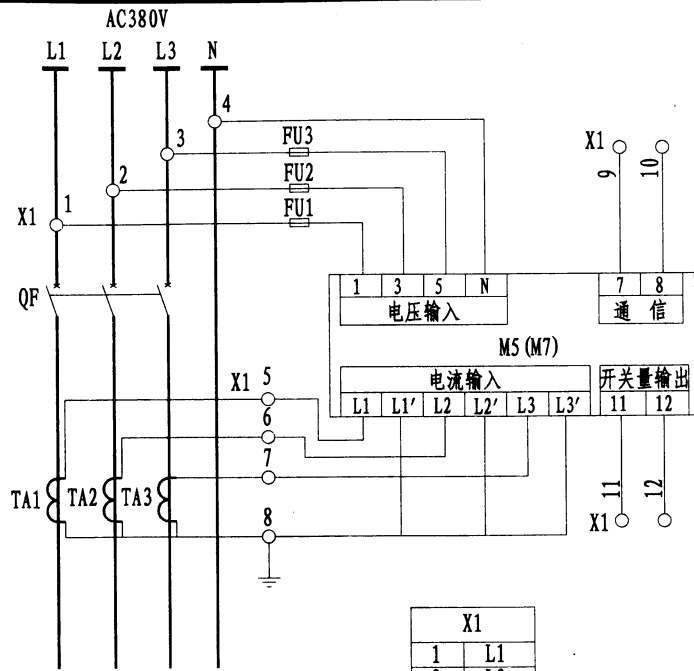 AC380V
L1 L2 L3 N
4
3 FU3
X1
9 10
2 FU2
X1 1 FU1
QF
1 3 5 N
7 8
电压输入
通 信
M5(M7)
X1 5
电流输入
开关量输出
L1 L1′ L2 L2′ L3 L3′
11 12
6
7
TA1 TA2 TA3
11 12
8
X1
X1
1 L1